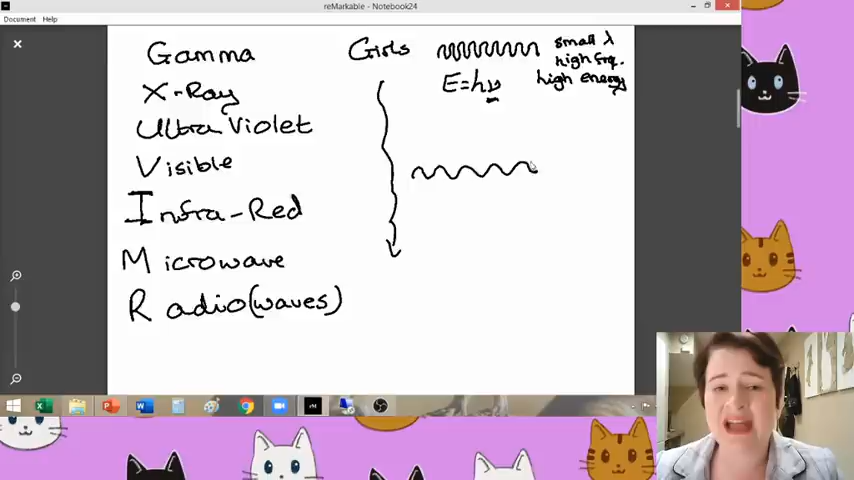 reMarkable - Notebook24
Document Help
Gamma
X-Ray
Ultra Violet
Visible
Infra-Red
Microwave
Radio(waves)
Girls
E=hν
small λ
high frq.
high energy